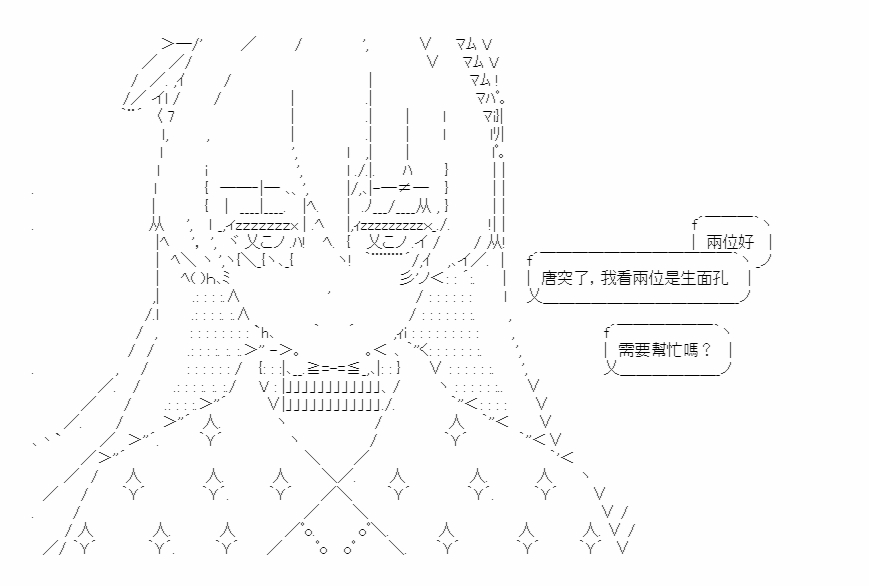 兩位好
唐突了，我看兩位是生面孔
需要幫忙嗎？